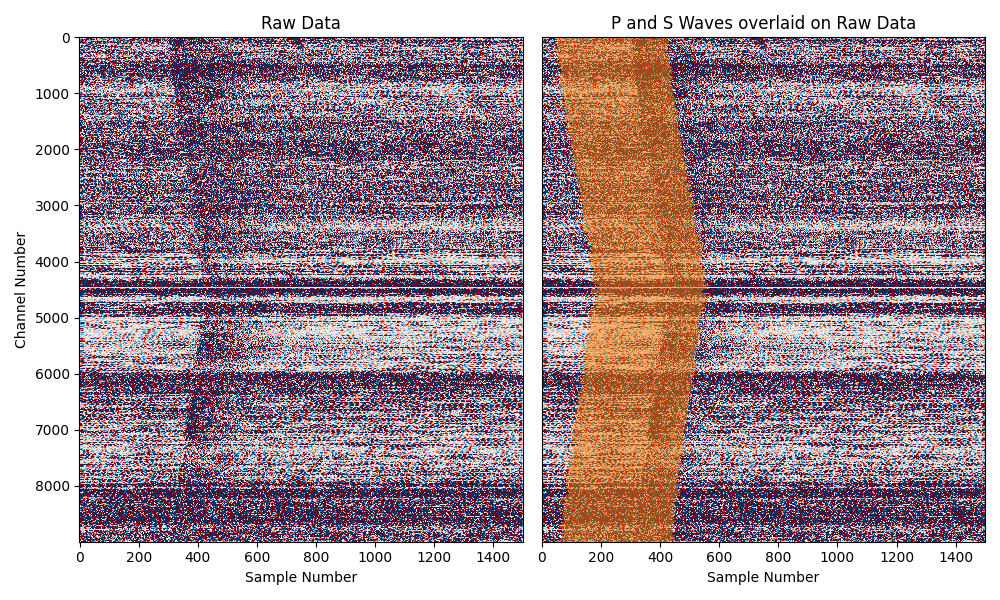 Raw Data
P and S Waves overlaid on Raw Data
Channel Number
0
1000
2000
3000
4000
5000
6000
7000
8000
0 200 400 600 800 1000 1200 1400
Sample Number
0 200 400 600 800 1000 1200 1400
Sample Number